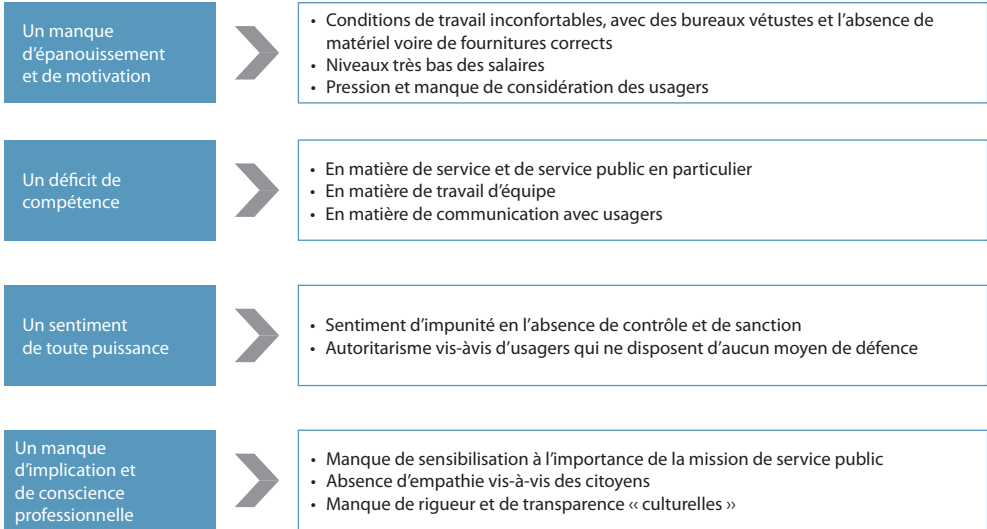 Un manque
d’épanouissement
et de motivation
• Conditions de travail inconfortables, avec des bureaux vétustes et l’absence de
matériel voire de fournitures corrects
• Niveaux très bas des salaires
• Pression et manque de considération des usagers
Un déficit de
compétence
• En matière de service et de service public en particulier
• En matière de travail d’équipe
• En matière de communication avec usagers
Un sentiment
de toute puissance
• Sentiment d’impunité en l’absence de contrôle et de sanction
• Autoritarisme vis-àvis d’usagers qui ne disposent d’aucun moyen de défence
Un manque
d’implication et
de conscience
professionnelle
• Manque de sensibilisation à l’importance de la mission de service public
• Absence d’empathie vis-à-vis des citoyens
• Manque de rigueur et de transparence ‹‹ culturelles ››